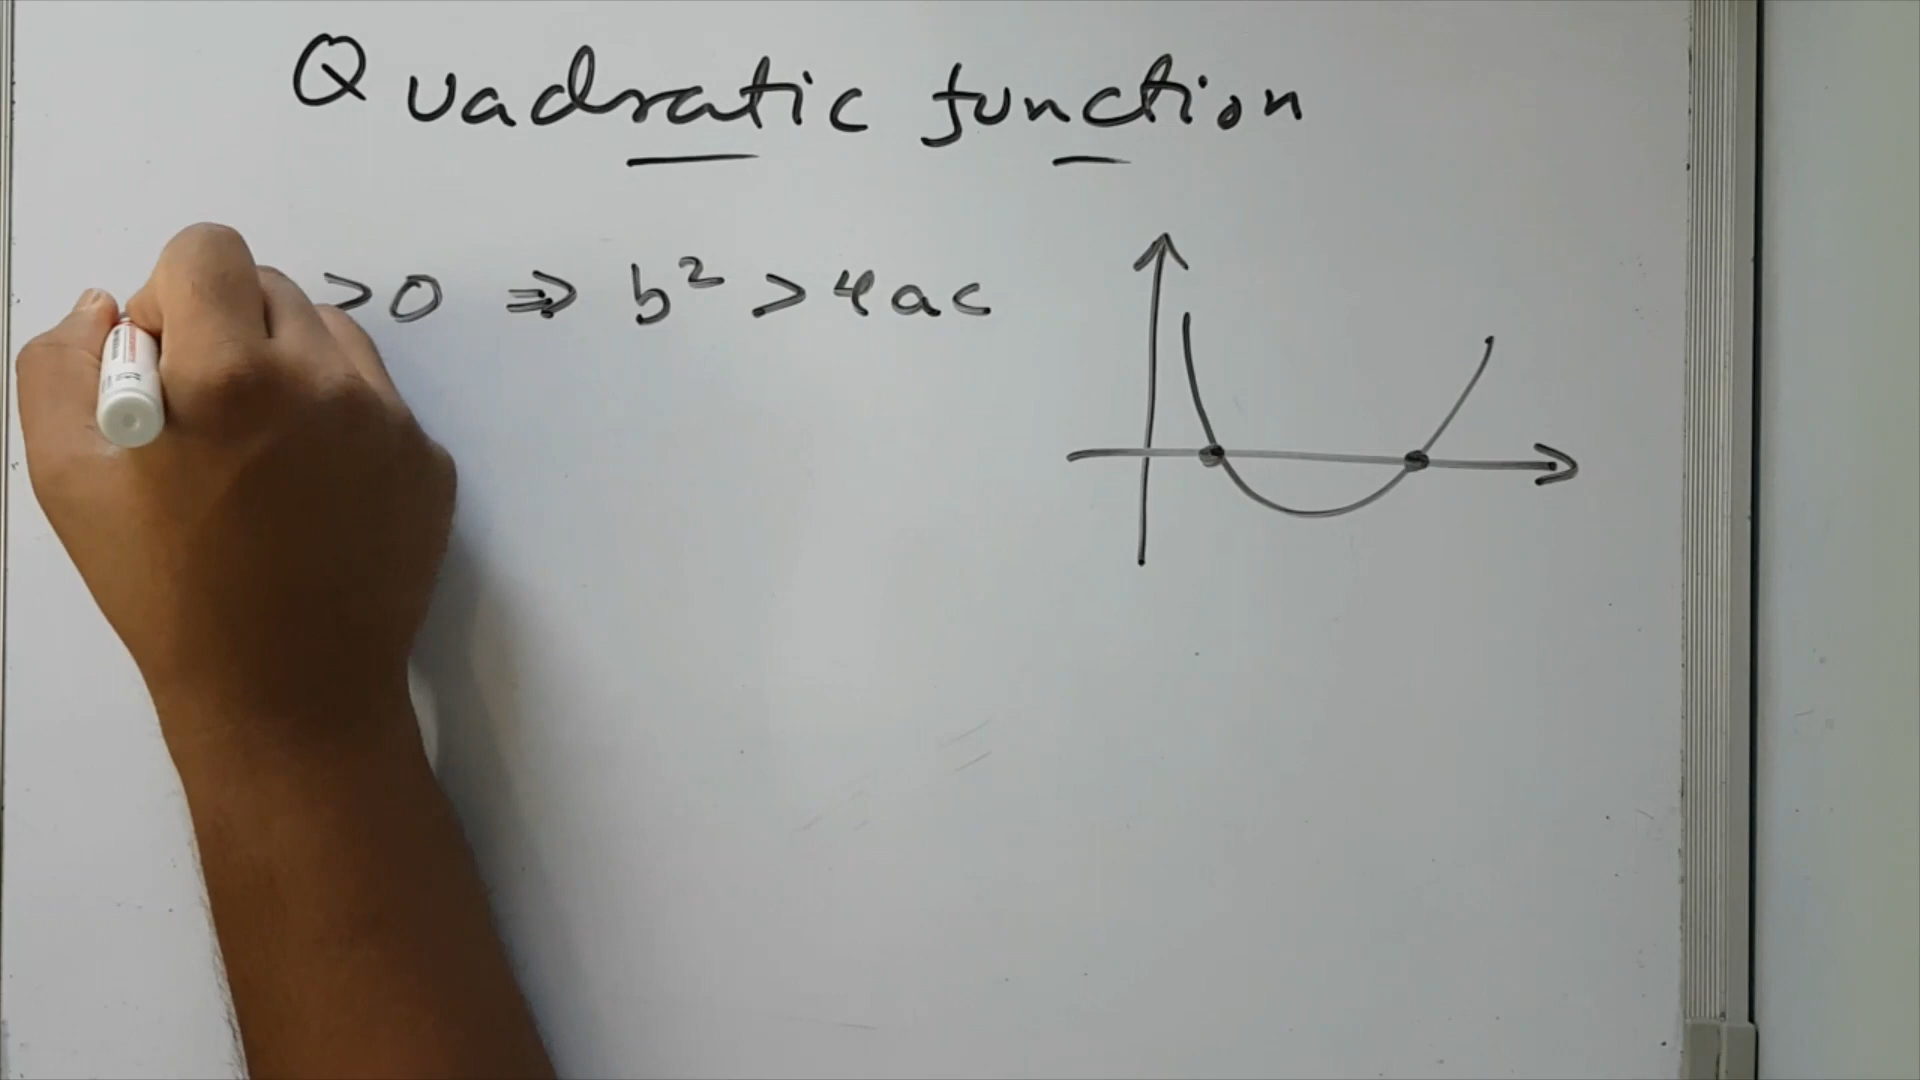 Quadratic function
>0 ⇒ b² >4ac